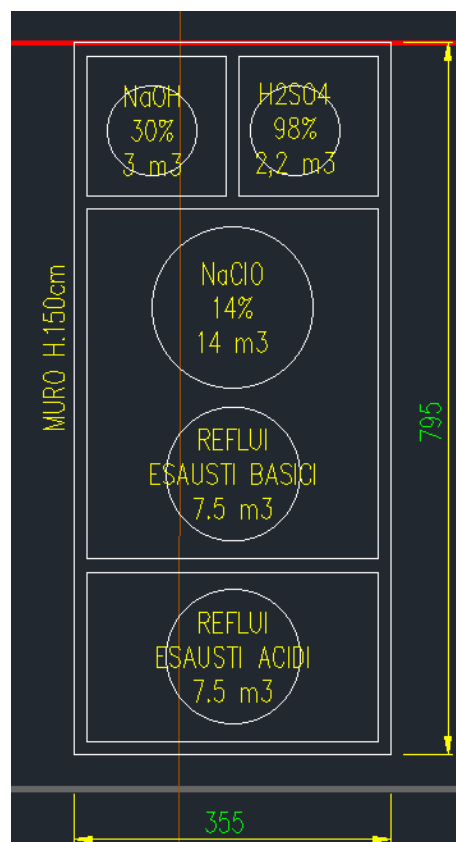 NaOH
30%
3 m3
H2SO4
98%
2,2 m3
NaClO
14%
14 m3
MURO H.150cm
795
REFLUI
ESAUSTI BASICI
7.5 m3
REFLUI
ESAUSTI ACIDI
7.5 m3
355